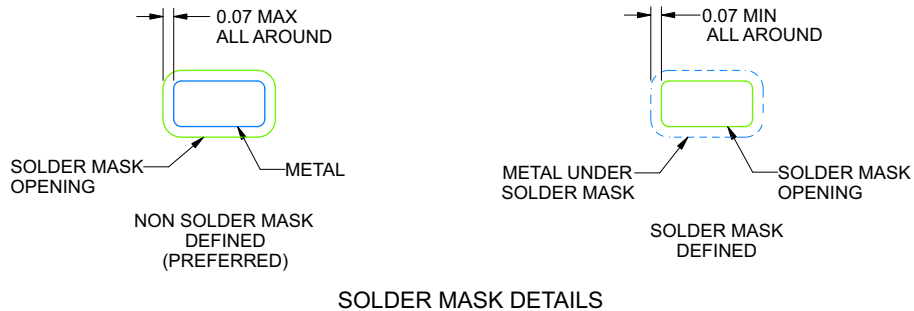 0.07 MAX
ALL AROUND
SOLDER MASK
OPENING
METAL
NON SOLDER MASK
DEFINED
(PREFERRED)
0.07 MIN
ALL AROUND
METAL UNDER
SOLDER MASK
SOLDER MASK
OPENING
SOLDER MASK
DEFINED
SOLDER MASK DETAILS